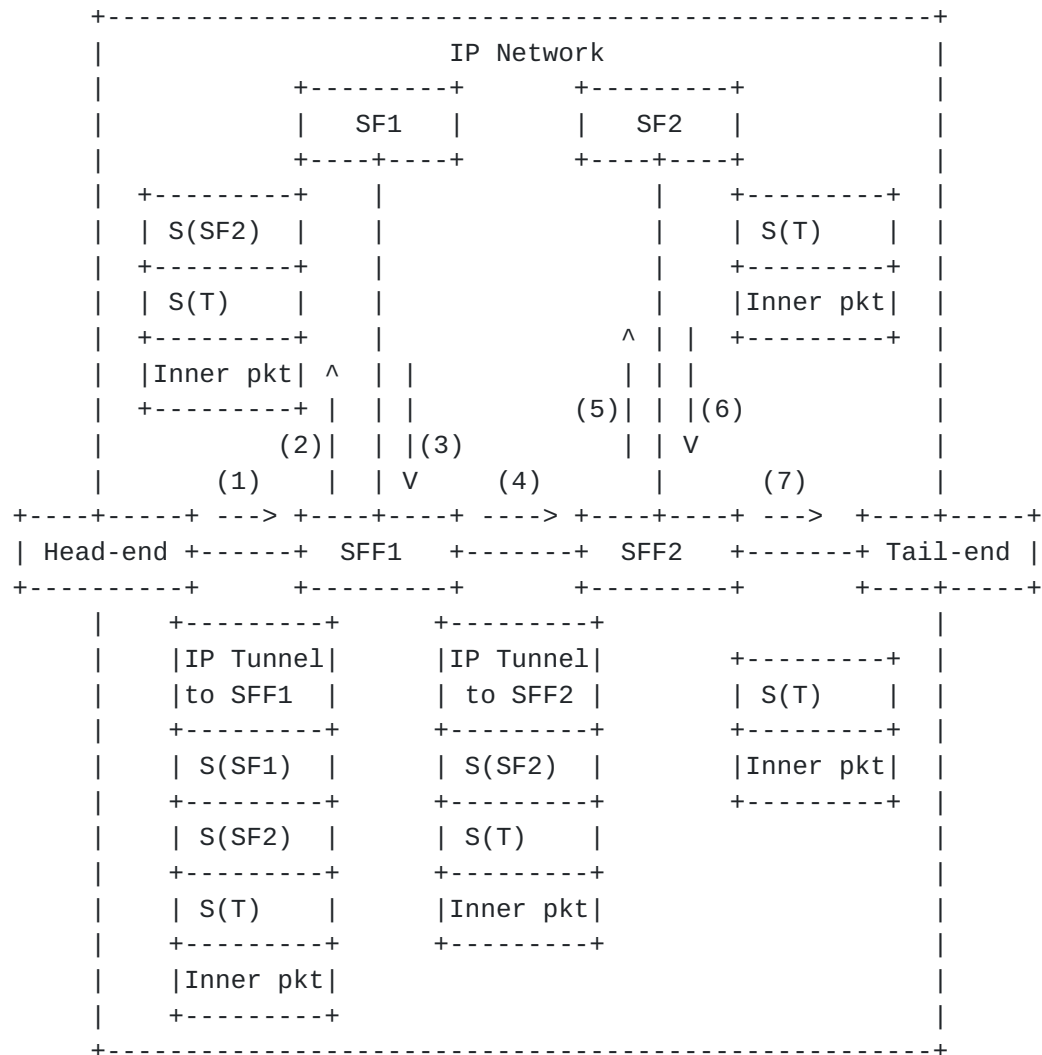 IP Network
SF1 SF2
S(SF2) S(T)
S(T) Inner pkt
Inner pkt ^
^
(5) (6)
(2) (3) V
(1) V (4) (7)
---> ----> --->
Head-end SFF1 SFF2 Tail-end
IP Tunnel IP Tunnel
to SFF1 to SFF2 S(T)
S(SF1) S(SF2) Inner pkt
S(SF2) S(T)
S(T) Inner pkt
Inner pkt